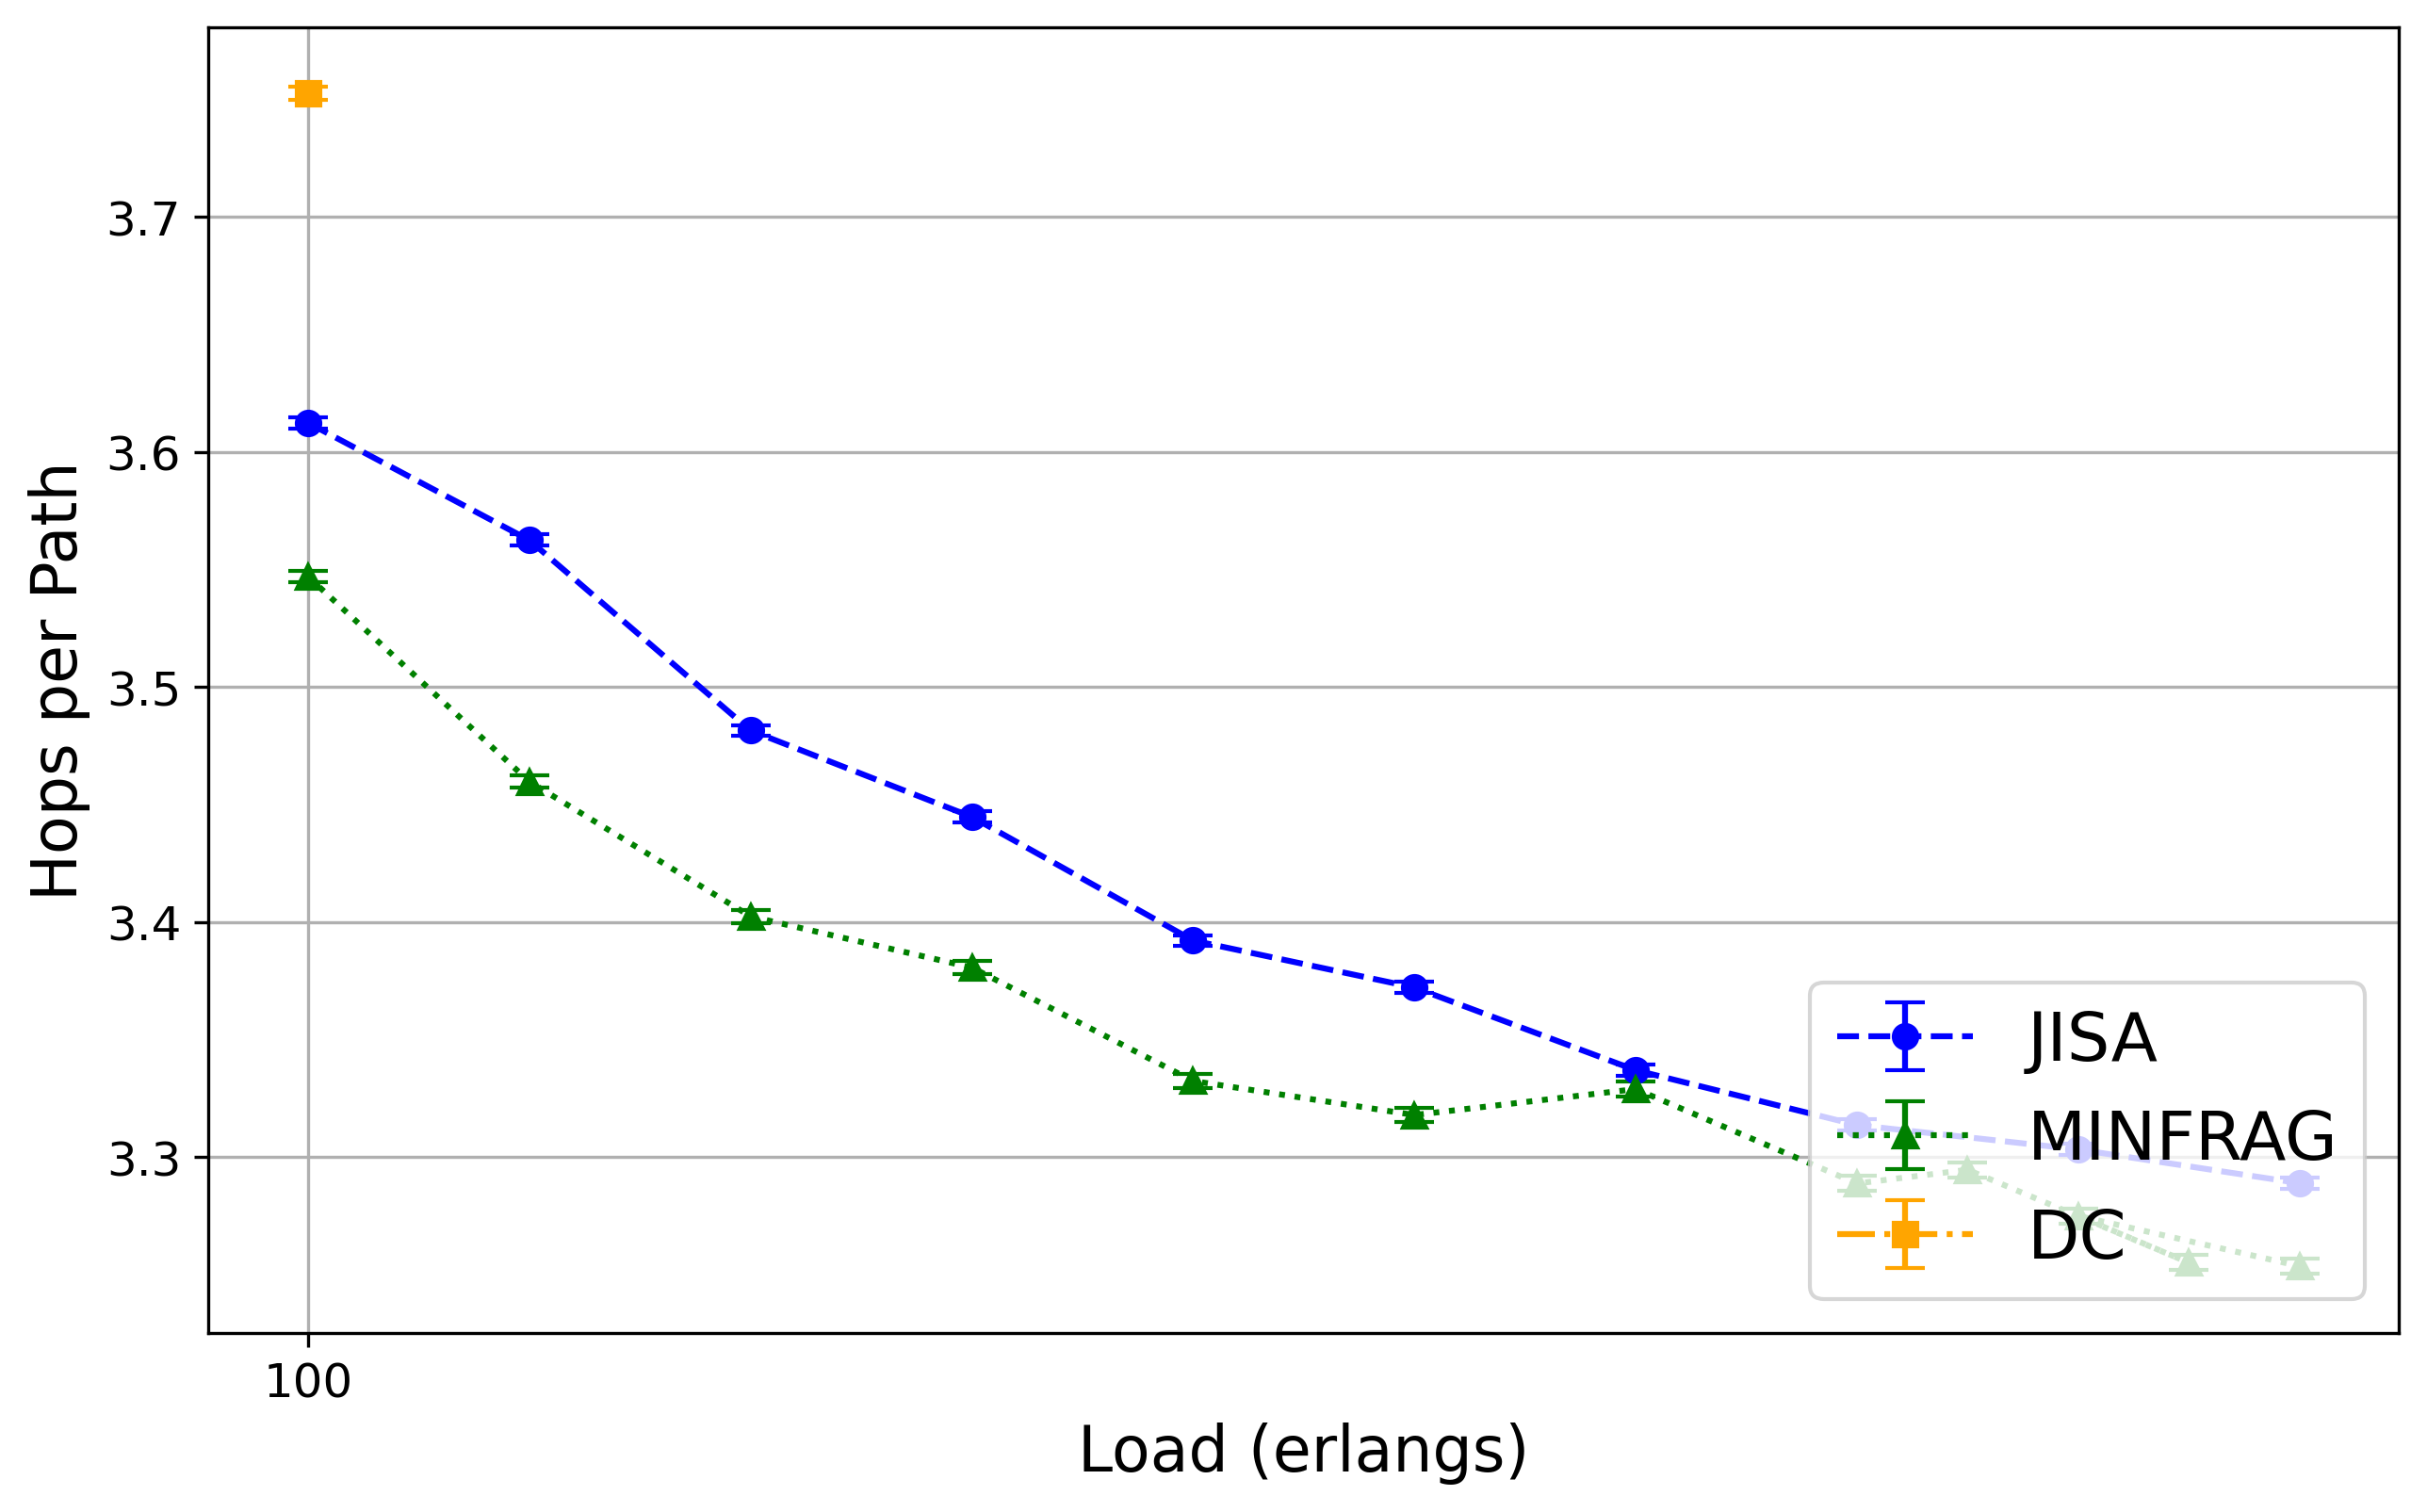 3.7
3.6
3.5
3.4
3.3
Hops per Path
JISA
MINFRAG
DC
100
Load (erlangs)